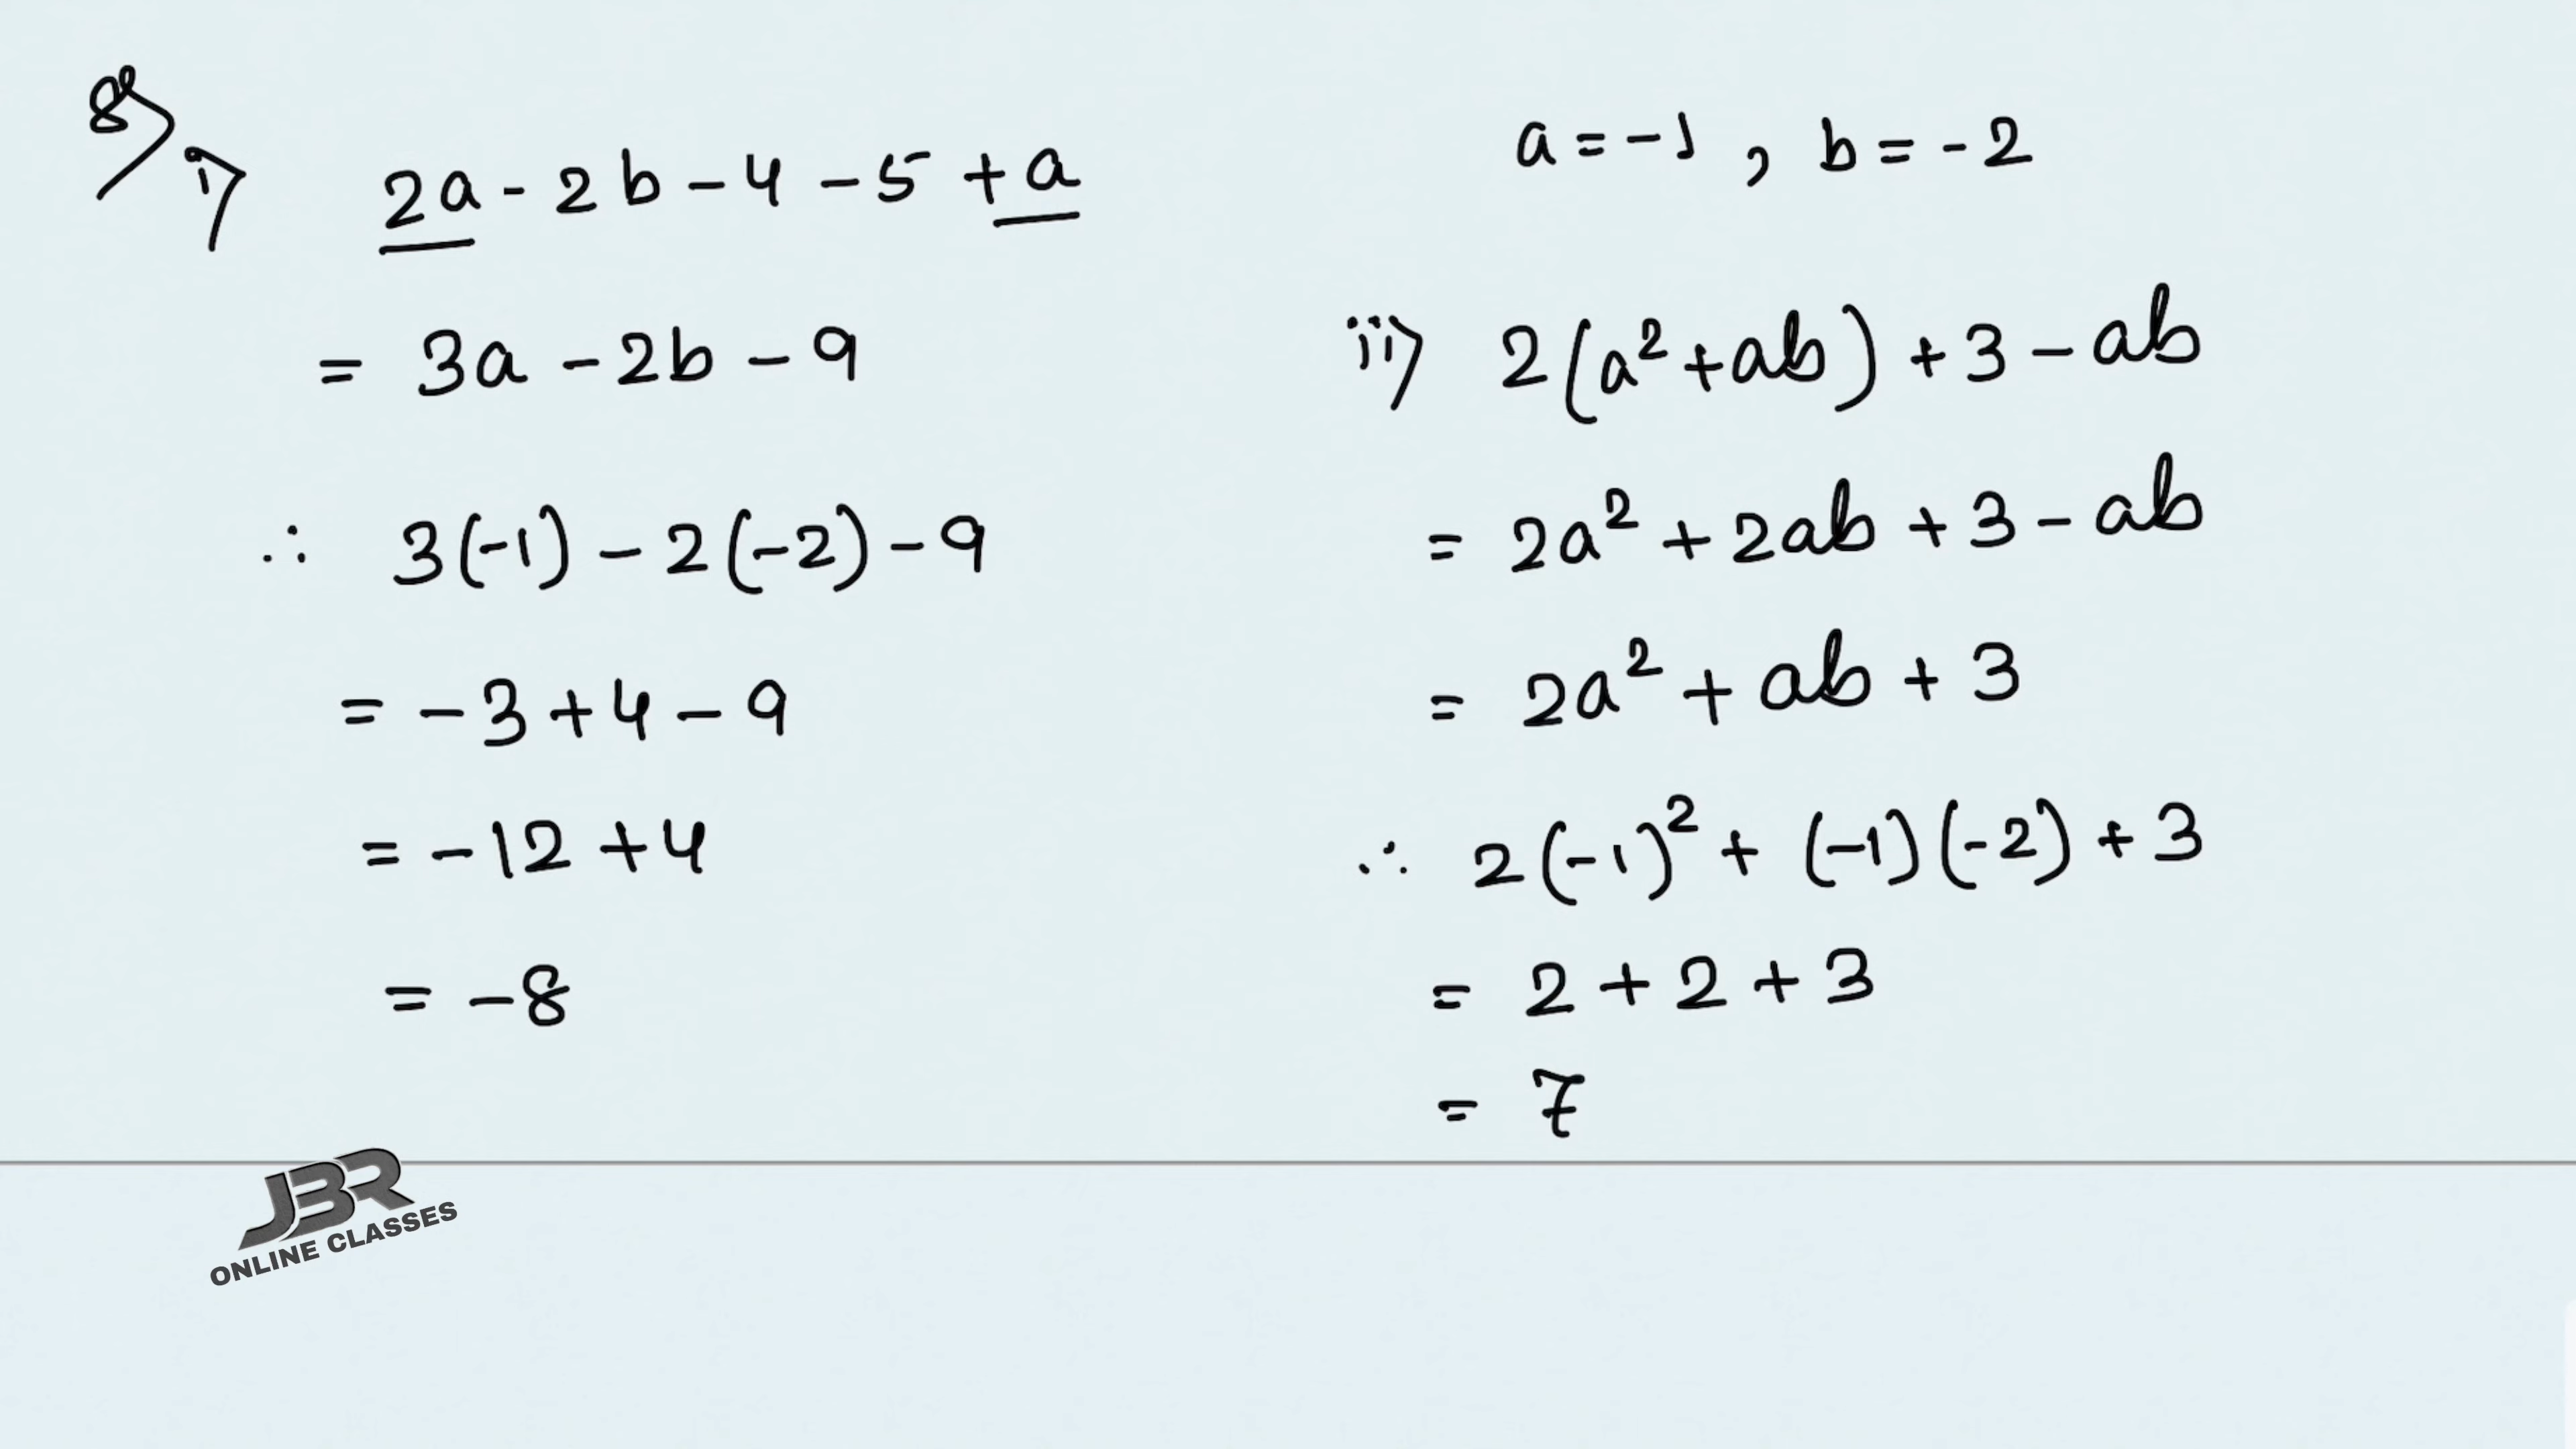 8)
i) 2a - 2b - 4 - 5 + a
= 3a - 2b - 9
∴ 3(-1) - 2(-2) - 9
= -3 + 4 - 9
= -12 + 4
= -8
a = -1 , b = -2
ii) 2(a² + ab) + 3 - ab
= 2a² + 2ab + 3 - ab
= 2a² + ab + 3
∴ 2(-1)² + (-1)(-2) + 3
= 2 + 2 + 3
= 7
JBR
ONLINE CLASSES